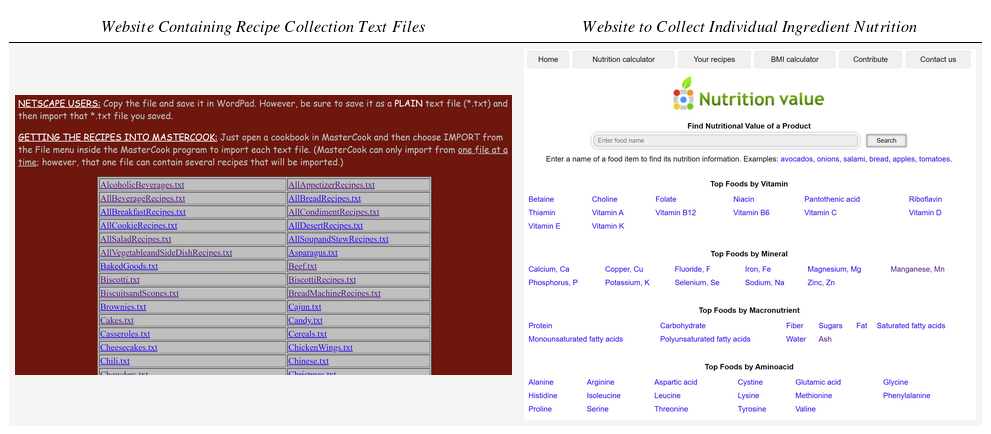 Website Containing Recipe Collection Text Files
NETSCAPE USERS: Copy the file and save it in WordPad. However, be sure to save it as a PLAIN text file (*.txt) and
then import that *.txt file you saved.
GETTING THE RECIPES INTO MASTERCOOK: Just open a cookbook in MasterCook and then choose IMPORT from
the File menu inside the MasterCook program to import each text file. (MasterCook can only import from one file at a
time; however, that one file can contain several recipes that will be imported.)
AlcoholicBeverages.txt AllAppetizerRecipes.txt
AllBeverageRecipes.txt AllBreadRecipes.txt
AllBreakfastRecipes.txt AllCondimentRecipes.txt
AllCookieRecipes.txt AllDesertRecipes.txt
AllSaladRecipes.txt AllSoupandStewRecipes.txt
AllVegetableandSideDishRecipes.txt Asparagus.txt
BakedGoods.txt Beef.txt
Biscotti.txt BiscottiRecipes.txt
BiscuitsandScones.txt BreadMachineRecipes.txt
Brownies.txt Cajun.txt
Cakes.txt Candy.txt
Casseroles.txt Cereals.txt
Cheesecakes.txt ChickenWings.txt
Chili.txt Chinese.txt
Chowders.txt Christmas.txt
Website to Collect Individual Ingredient Nutrition
Home Nutrition calculator Your recipes BMI calculator Contribute Contact us
Nutrition value
Find Nutritional Value of a Product
Enter food name Search
Enter a name of a food item to find its nutrition information. Examples: avocados, onions, salami, bread, apples, tomatoes.
Top Foods by Vitamin
Betaine Choline Folate Niacin Pantothenic acid Riboflavin
Thiamin Vitamin A Vitamin B12 Vitamin B6 Vitamin C Vitamin D
Vitamin E Vitamin K
Top Foods by Mineral
Calcium, Ca Copper, Cu Fluoride, F Iron, Fe Magnesium, Mg Manganese, Mn
Phosphorus, P Potassium, K Selenium, Se Sodium, Na Zinc, Zn
Top Foods by Macronutrient
Protein Carbohydrate Fiber Sugars Fat Saturated fatty acids
Monounsaturated fatty acids Polyunsaturated fatty acids Water Ash
Top Foods by Aminoacid
Alanine Arginine Aspartic acid Cystine Glutamic acid Glycine
Histidine Isoleucine Leucine Lysine Methionine Phenylalanine
Proline Serine Threonine Tyrosine Valine